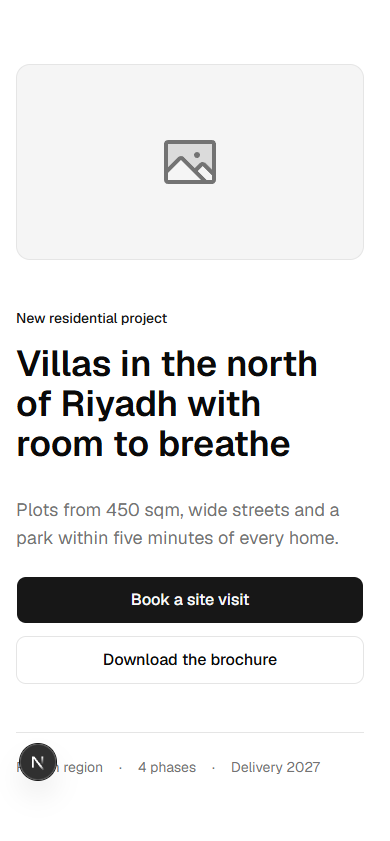 New residential project
Villas in the north
of Riyadh with
room to breathe
Plots from 450 sqm, wide streets and a
park within five minutes of every home.
Book a site visit
Download the brochure
N
region · 4 phases · Delivery 2027